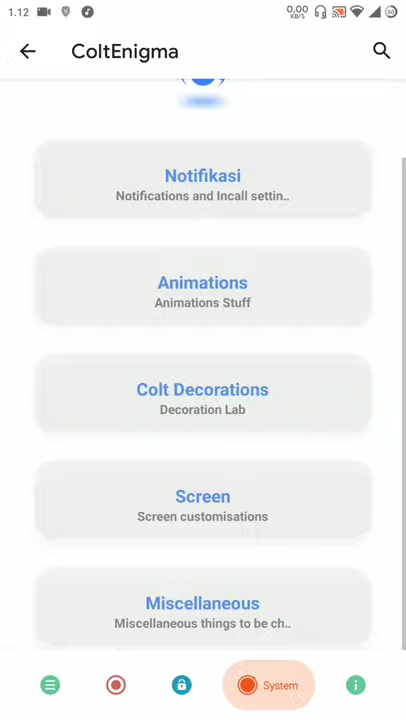 1.12
0,00
KB/S
60
ColtEnigma
Notifikasi
Notifications and Incall settin..
Animations
Animations Stuff
Colt Decorations
Decoration Lab
Screen
Screen customisations
Miscellaneous
Miscellaneous things to be ch..
System